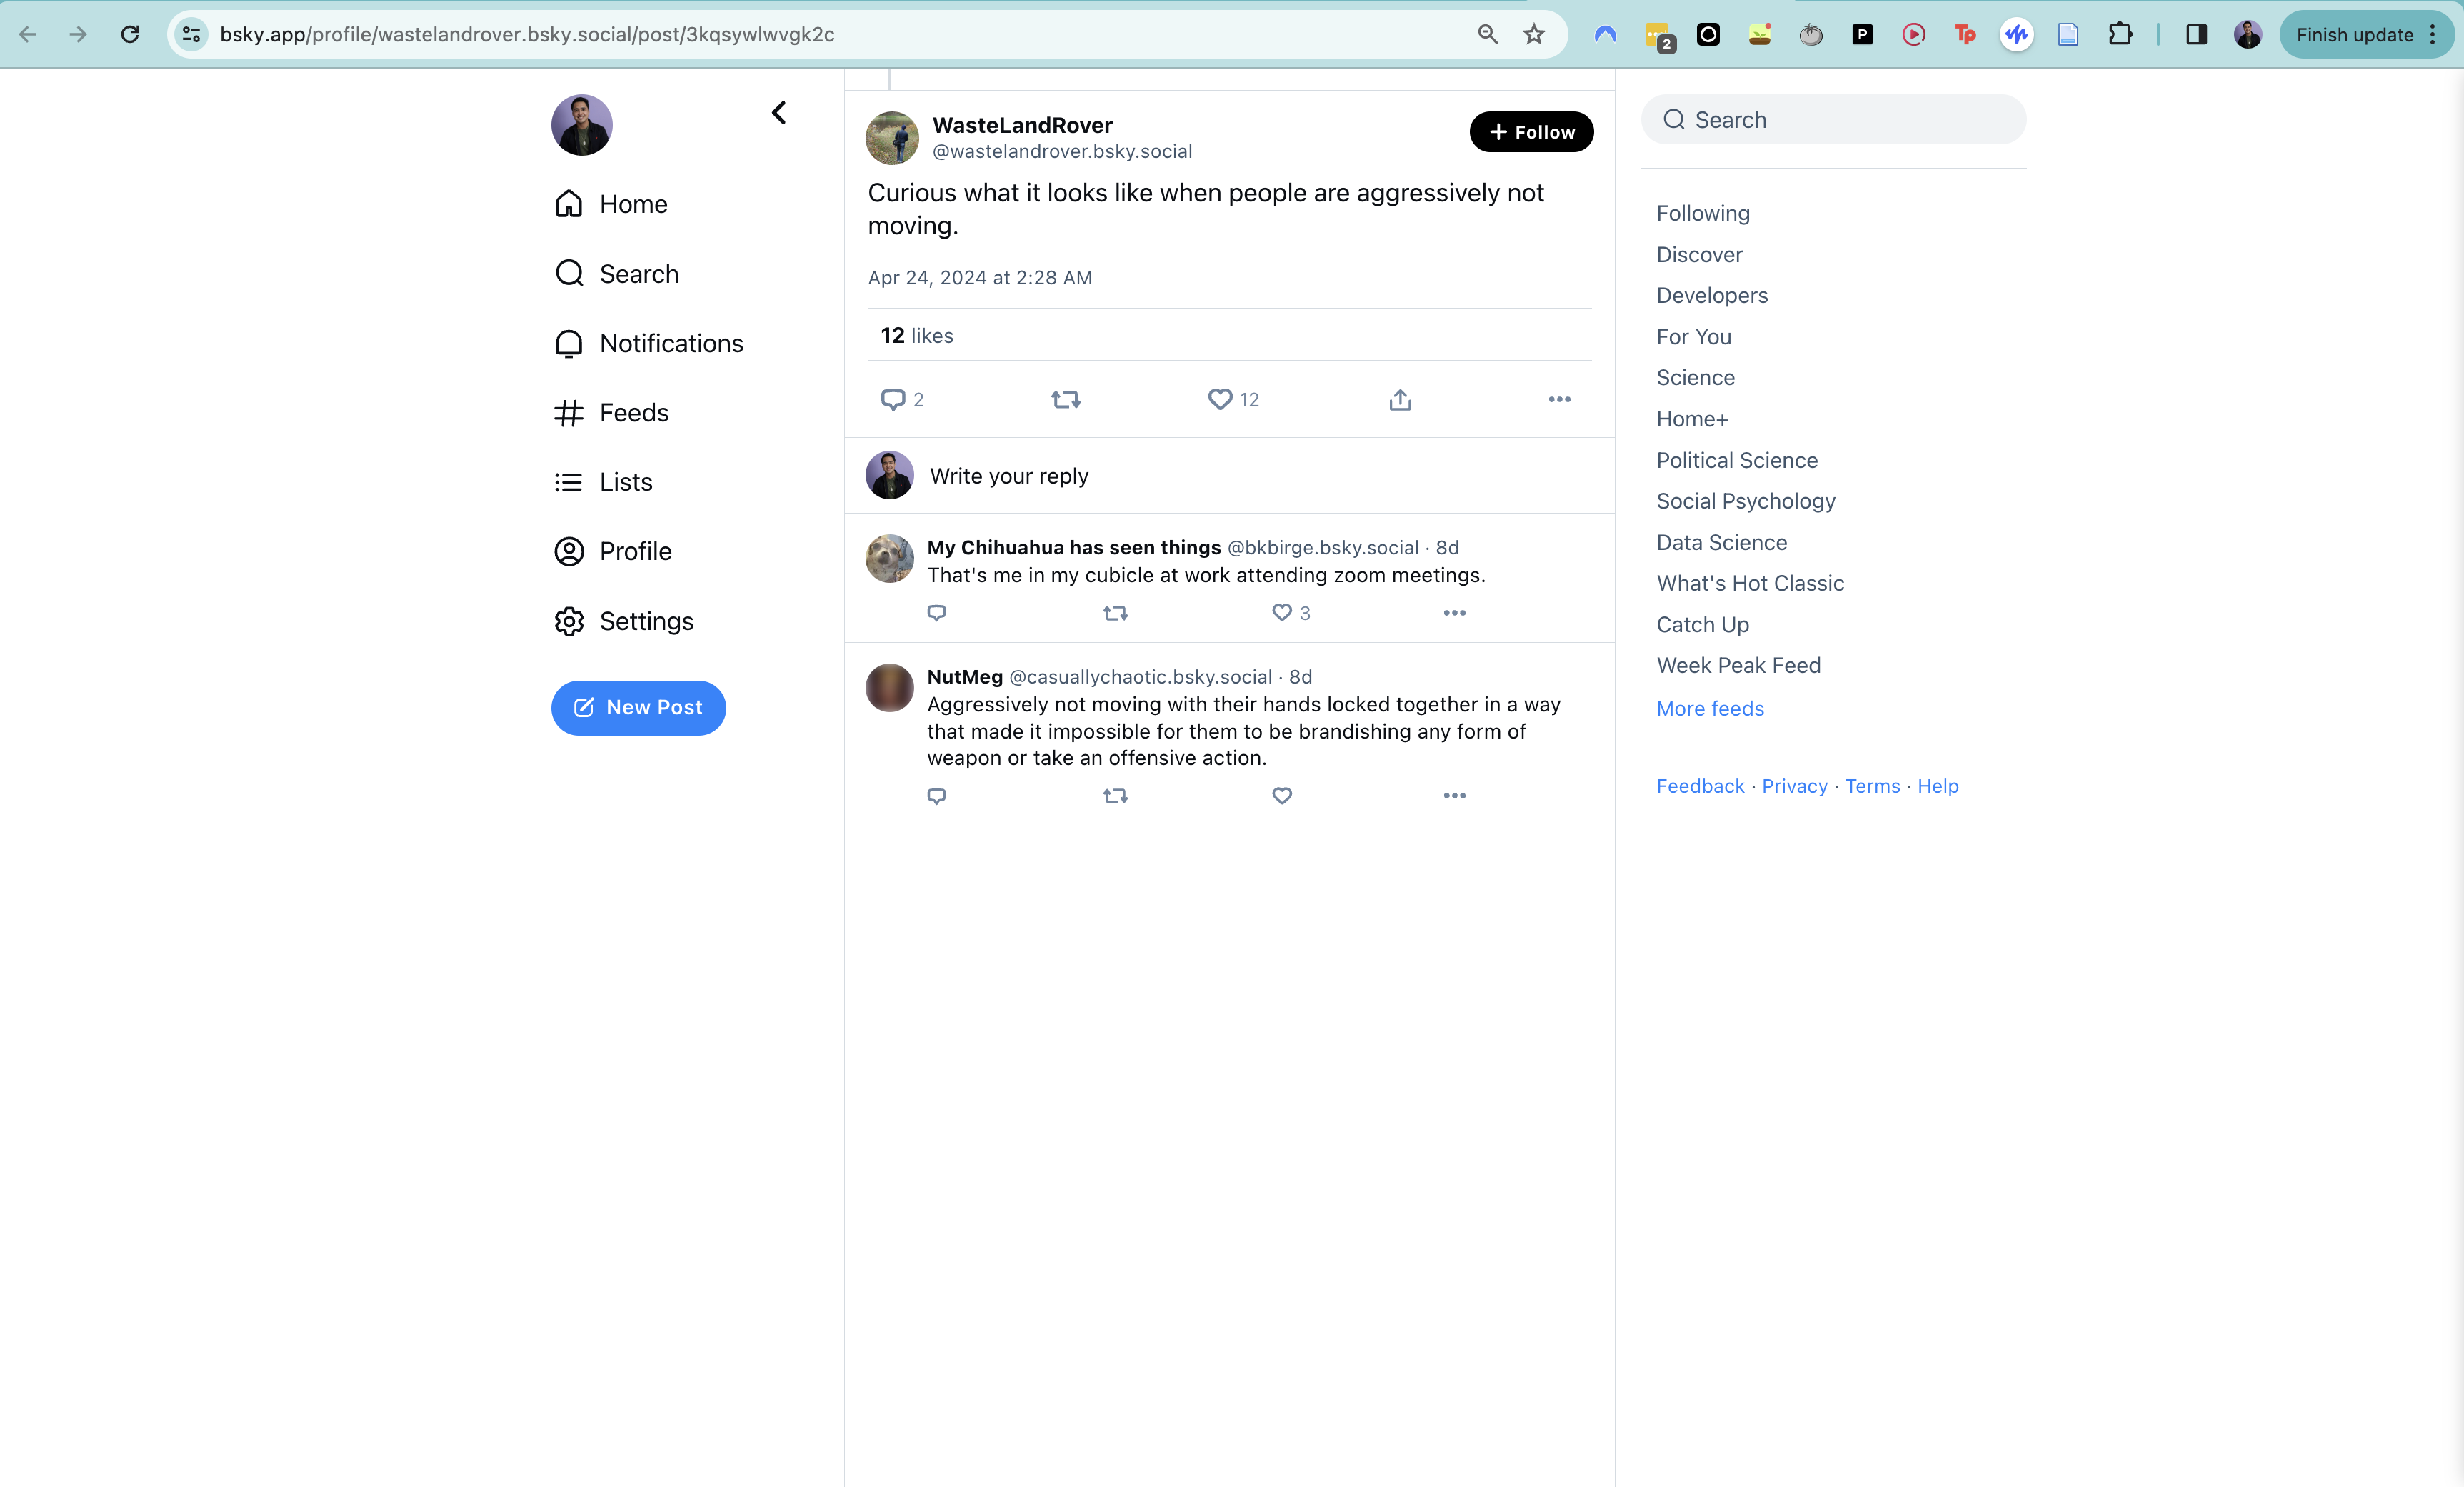 bsky.app/profile/wastelandrover.bsky.social/post/3kqsywlwvgk2c
2
P
Tp
Finish update
Home
Search
Notifications
Feeds
Lists
Profile
Settings
New Post
WasteLandRover
@wastelandrover.bsky.social
+ Follow
Curious what it looks like when people are aggressively not
moving.
Apr 24, 2024 at 2:28 AM
12 likes
2
12
Write your reply
My Chihuahua has seen things @bkbirge.bsky.social · 8d
That's me in my cubicle at work attending zoom meetings.
3
NutMeg @casuallychaotic.bsky.social · 8d
Aggressively not moving with their hands locked together in a way
that made it impossible for them to be brandishing any form of
weapon or take an offensive action.
Search
Following
Discover
Developers
For You
Science
Home+
Political Science
Social Psychology
Data Science
What's Hot Classic
Catch Up
Week Peak Feed
More feeds
Feedback · Privacy · Terms · Help